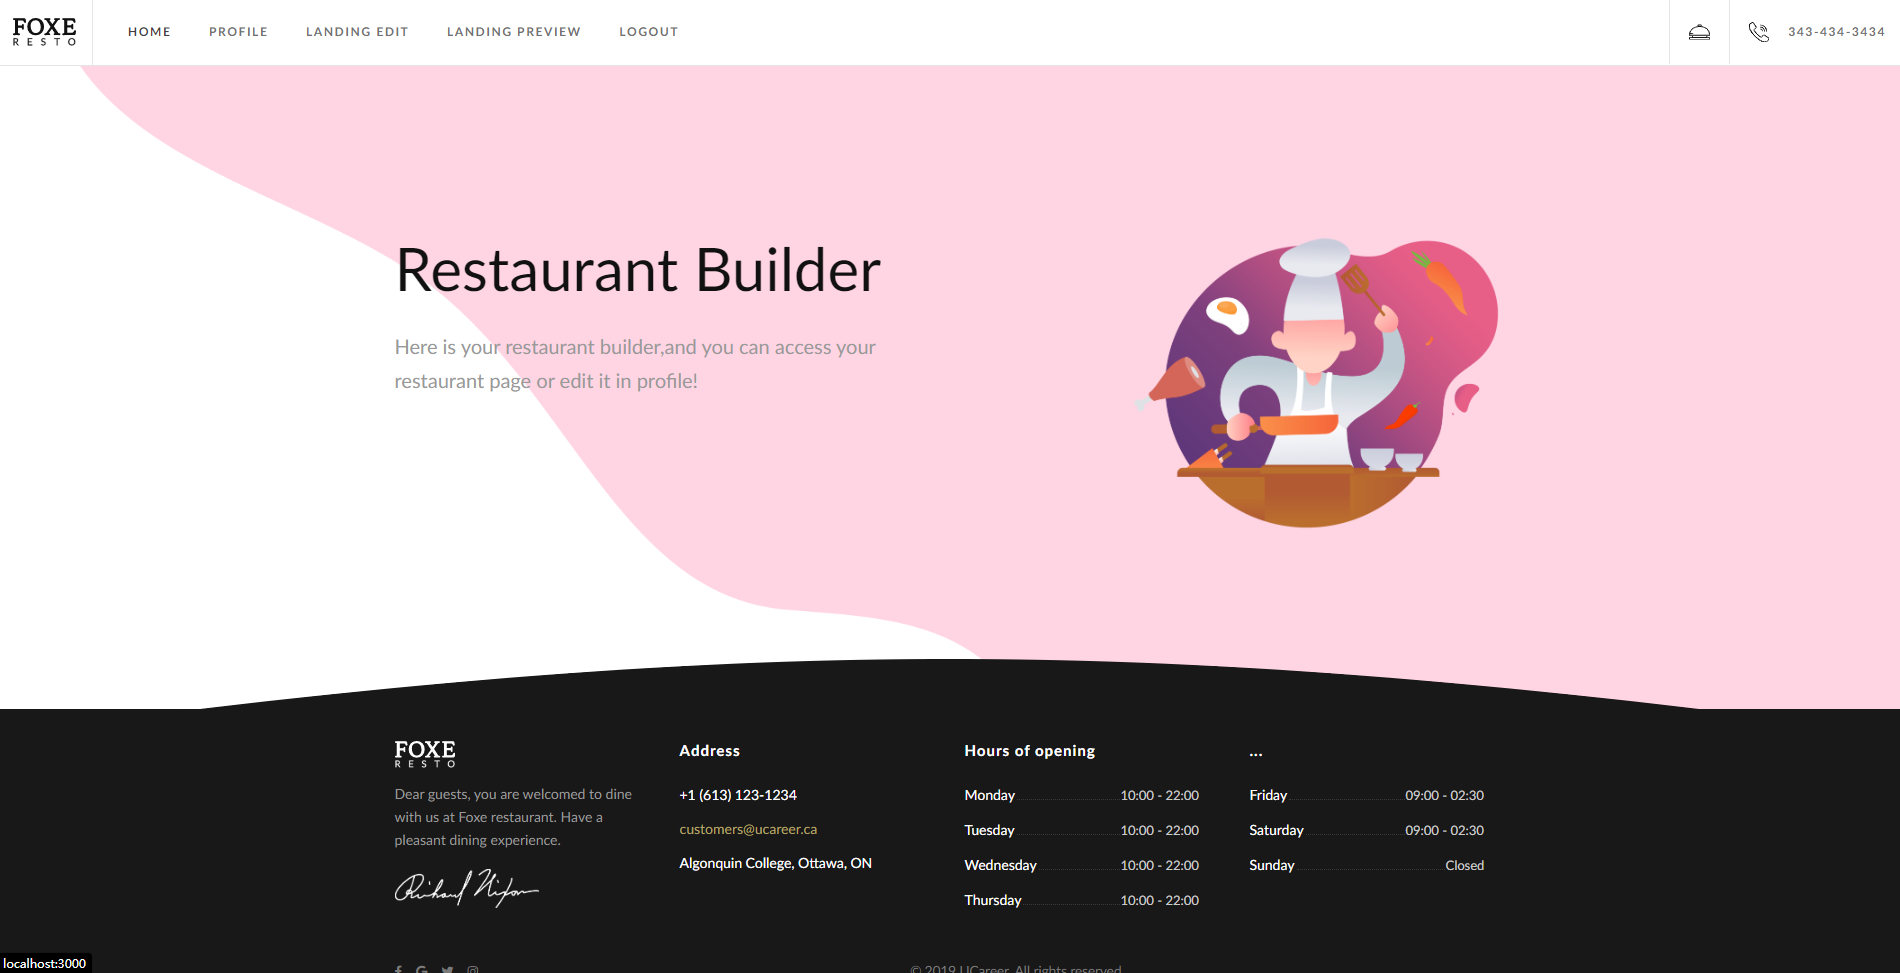 FOXE
RESTO
HOME PROFILE LANDING EDIT LANDING PREVIEW LOGOUT 343-434-3434
Restaurant Builder
Here is your restaurant builder,and you can access your
restaurant page or edit it in profile!
FOXE
RESTO
Dear guests, you are welcomed to dine
with us at Foxe restaurant. Have a
pleasant dining experience.
Richard Nixon
Address
+1 (613) 123-1234
customers@ucareer.ca
Algonquin College, Ottawa, ON
Hours of opening
Monday 10:00 - 22:00
Tuesday 10:00 - 22:00
Wednesday 10:00 - 22:00
Thursday 10:00 - 22:00
...
Friday 09:00 - 02:30
Saturday 09:00 - 02:30
Sunday Closed
© 2019 UCareer. All rights reserved
localhost:3000